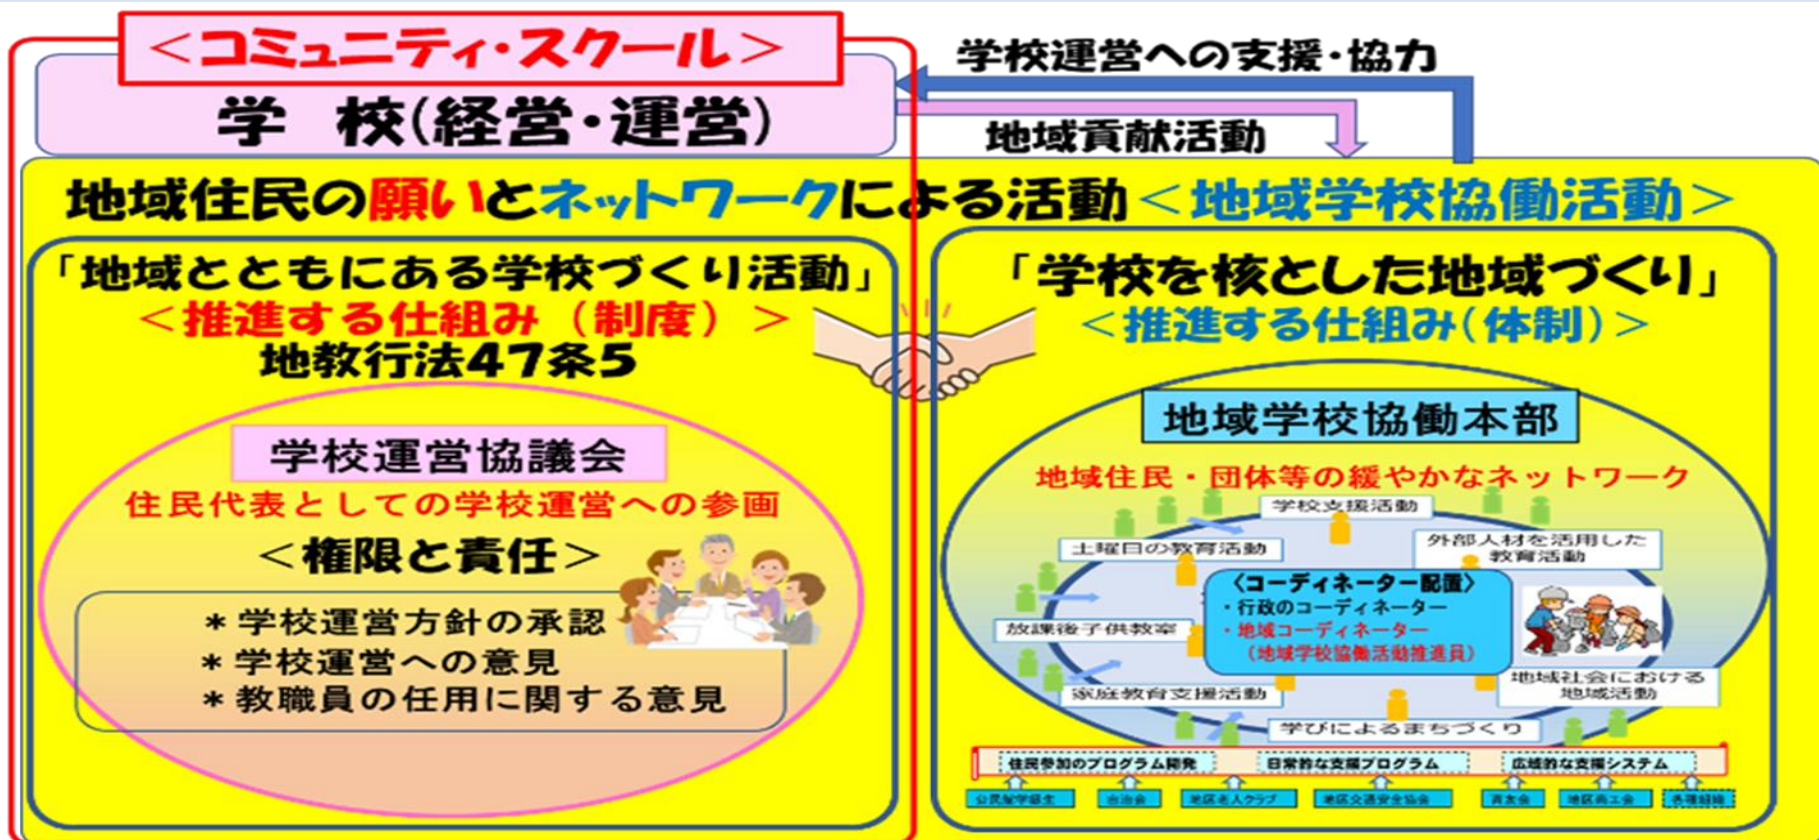 ＜コミュニティ・スクール＞
学　校(経営・運営)
学校運営への支援・協力
地域貢献活動
地域住民の願いとネットワークによる活動＜地域学校協働活動＞
「地域とともにある学校づくり活動」
＜推進する仕組み（制度）＞
地教行法47条5
学校運営協議会
住民代表としての学校運営への参画
＜権限と責任＞
＊学校運営方針の承認
＊学校運営への意見
＊教職員の任用に関する意見
「学校を核とした地域づくり」
＜推進する仕組み(体制)＞
地域学校協働本部
地域住民・団体等の緩やかなネットワーク
学校支援活動
土曜日の教育活動
外部人材を活用した
教育活動
〈コーディネーター配置〉
・行政のコーディネーター
・地域コーディネーター
（地域学校協働活動推進員）
放課後子供教室
家庭教育支援活動
地域社会における
地域活動
学びによるまちづくり
住民参加のプログラム開発
日常的な支援プログラム
広域的な支援システム
自治会
地区老人クラブ
地区交通安全協会
地区商工会
各種組織